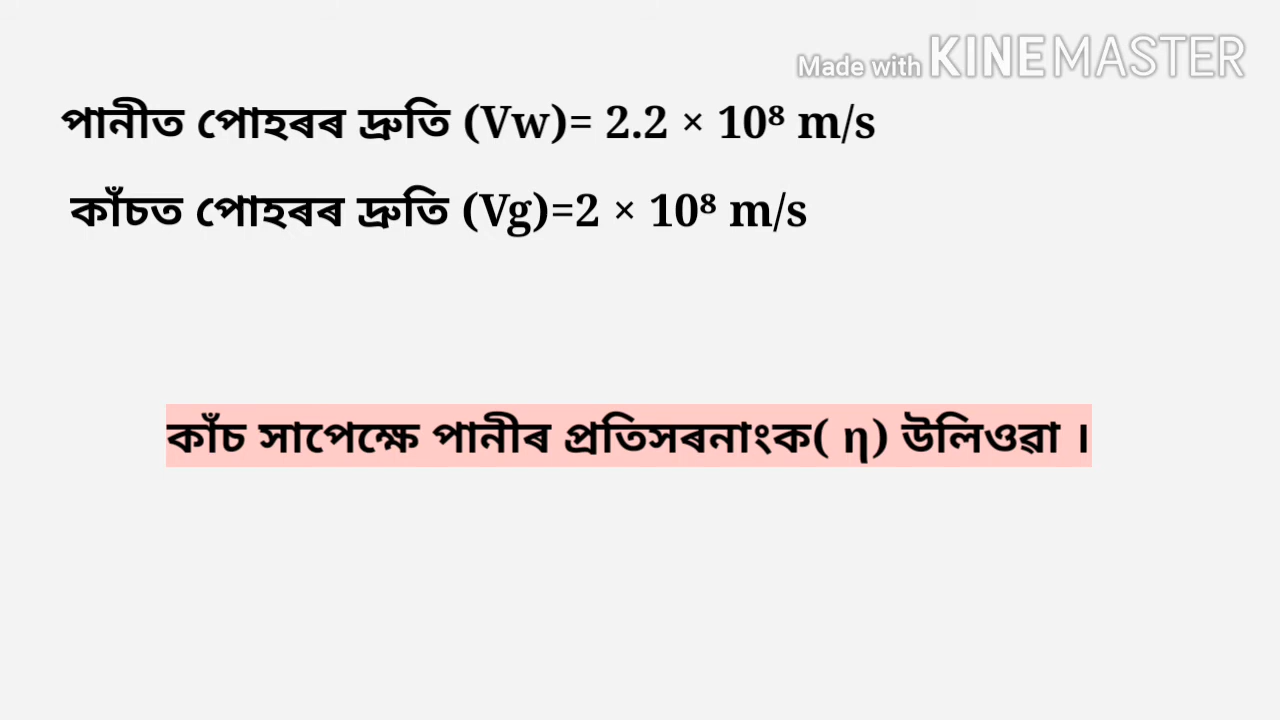 Made with KINEMASTER
পানীত পোহৰৰ দ্ৰুতি (Vw)= 2.2 × 10⁸ m/s
কাঁচত পোহৰৰ দ্ৰুতি (Vg)=2 × 10⁸ m/s
কাঁচ সাপেক্ষে পানীৰ প্ৰতিসৰনাংক( η) উলিওৱা ।